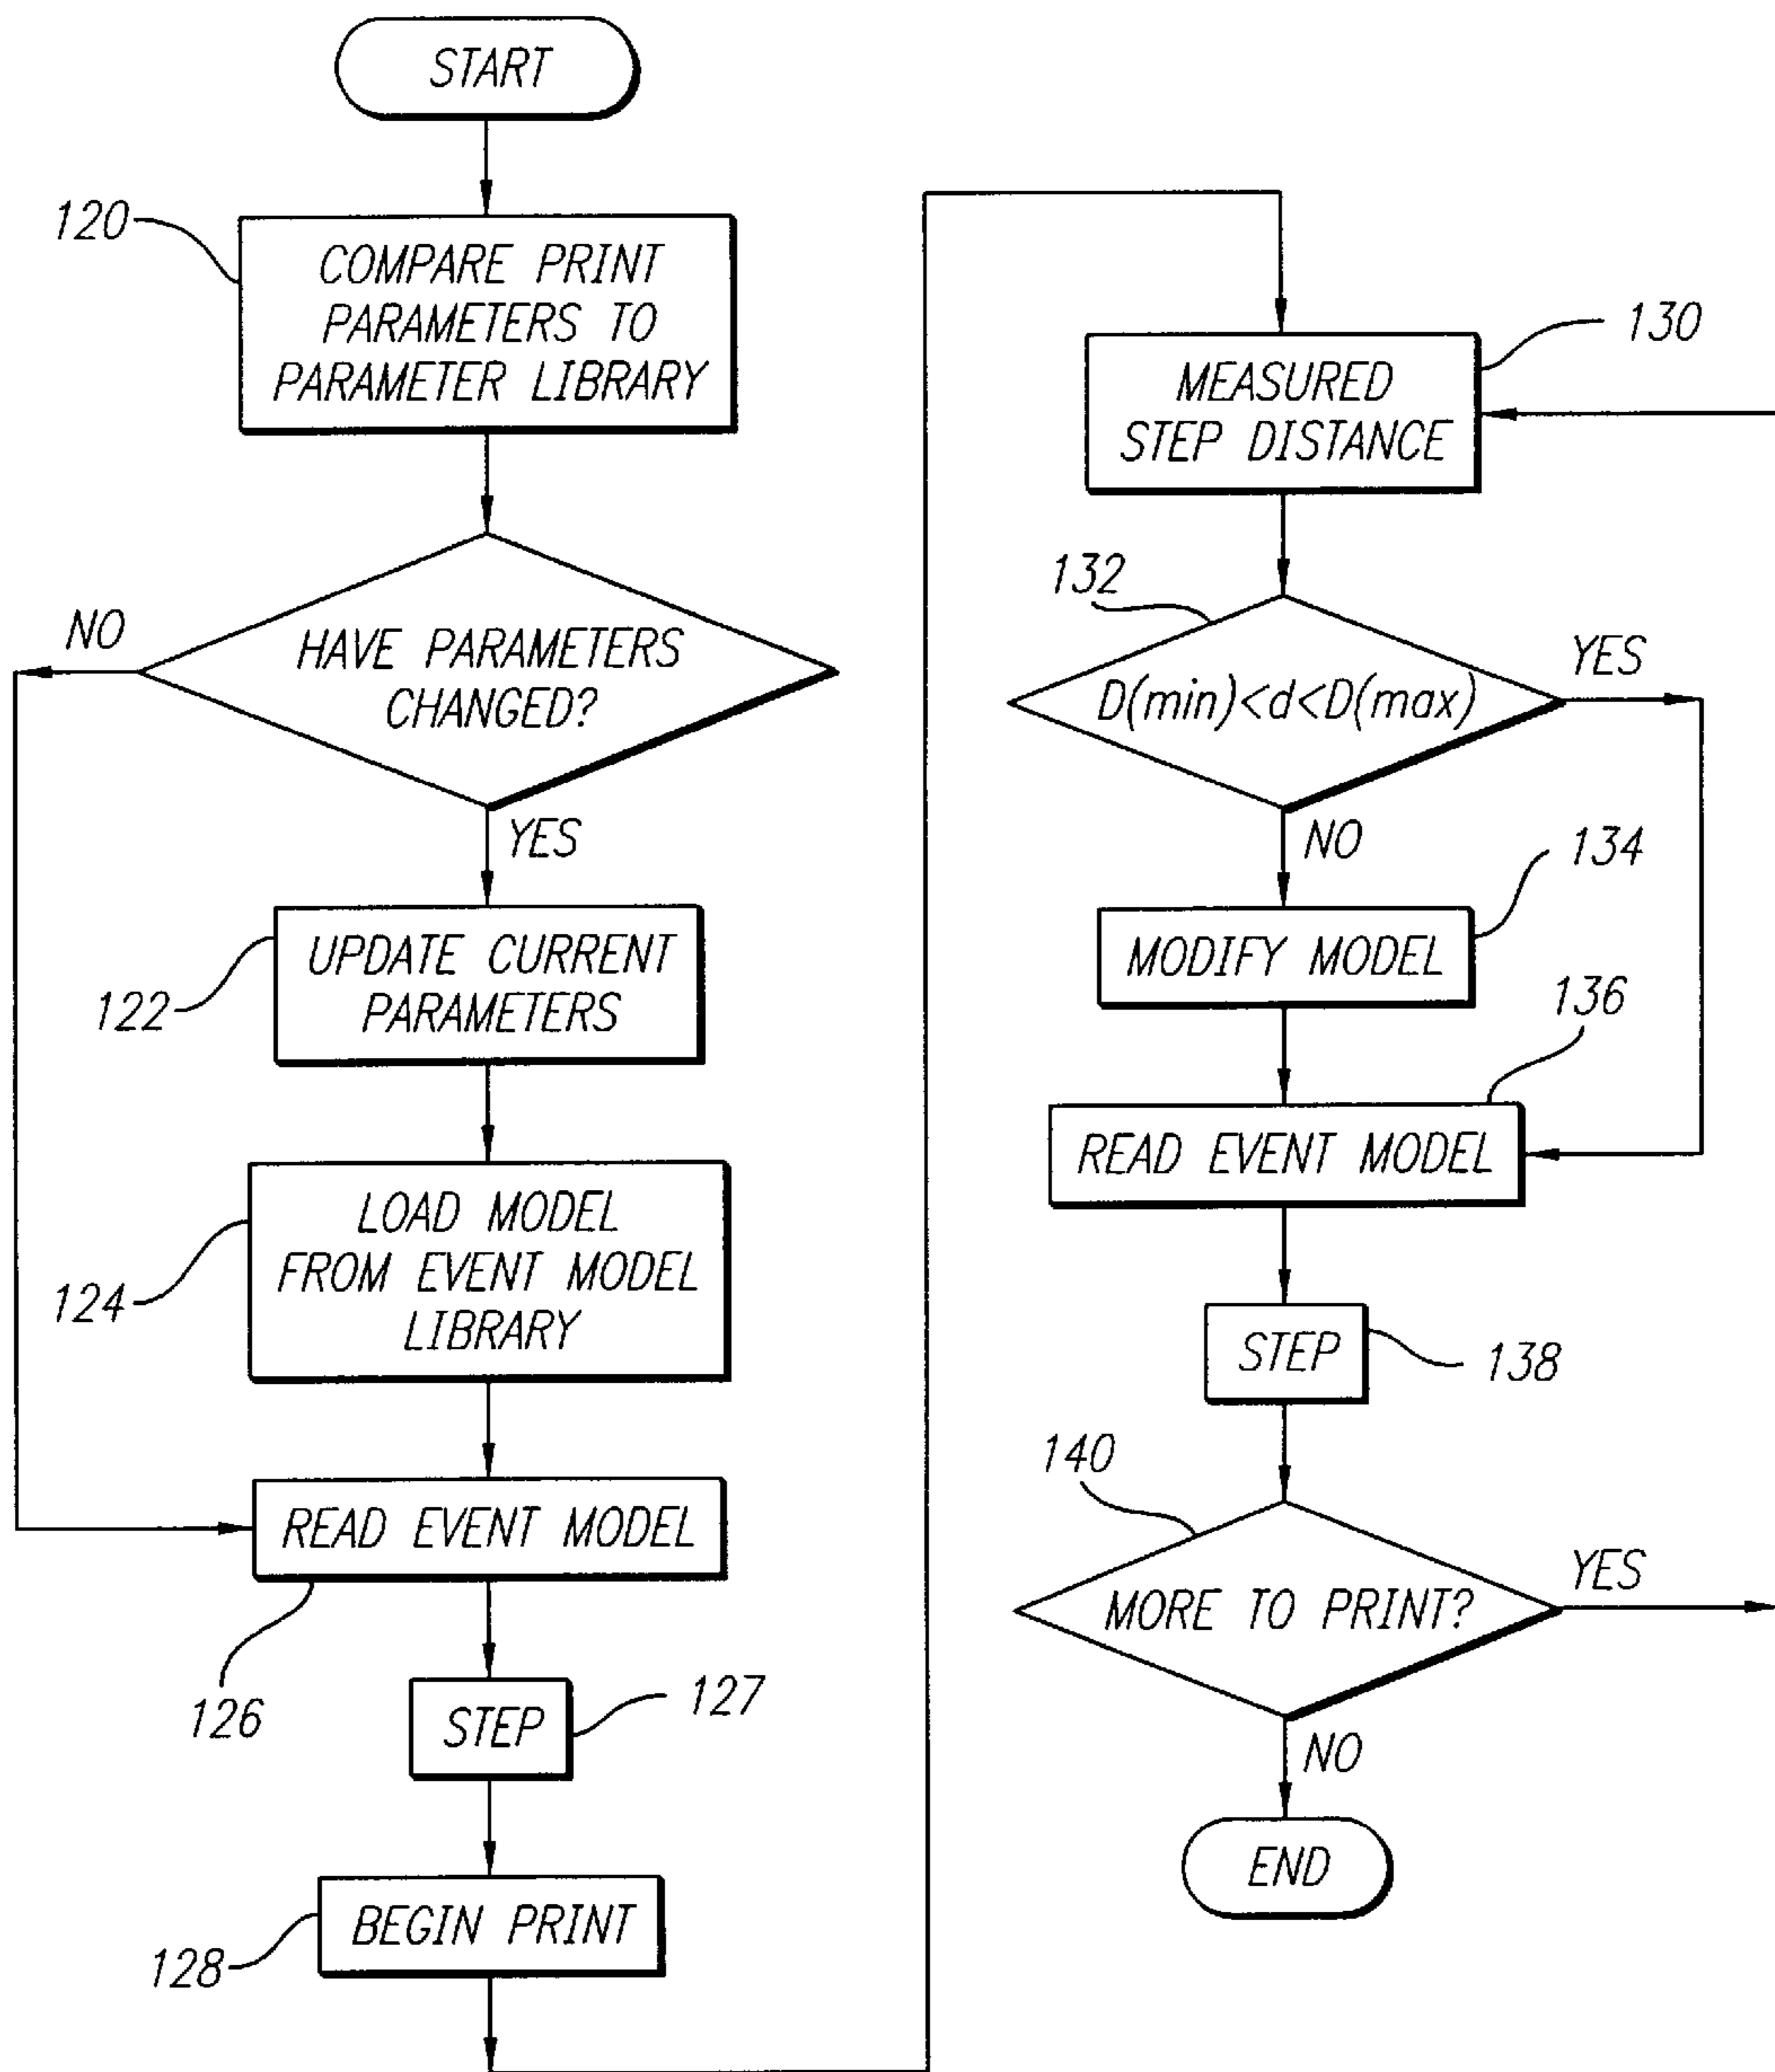 START
120
COMPARE PRINT
PARAMETERS TO
PARAMETER LIBRARY
NO
HAVE PARAMETERS
CHANGED?
YES
122
UPDATE CURRENT
PARAMETERS
124
LOAD MODEL
FROM EVENT MODEL
LIBRARY
READ EVENT MODEL
126
STEP
127
BEGIN PRINT
128
130
MEASURED
STEP DISTANCE
132
YES
D(min)<d<D(max)
NO
134
MODIFY MODEL
136
READ EVENT MODEL
STEP
138
140
YES
MORE TO PRINT?
NO
END